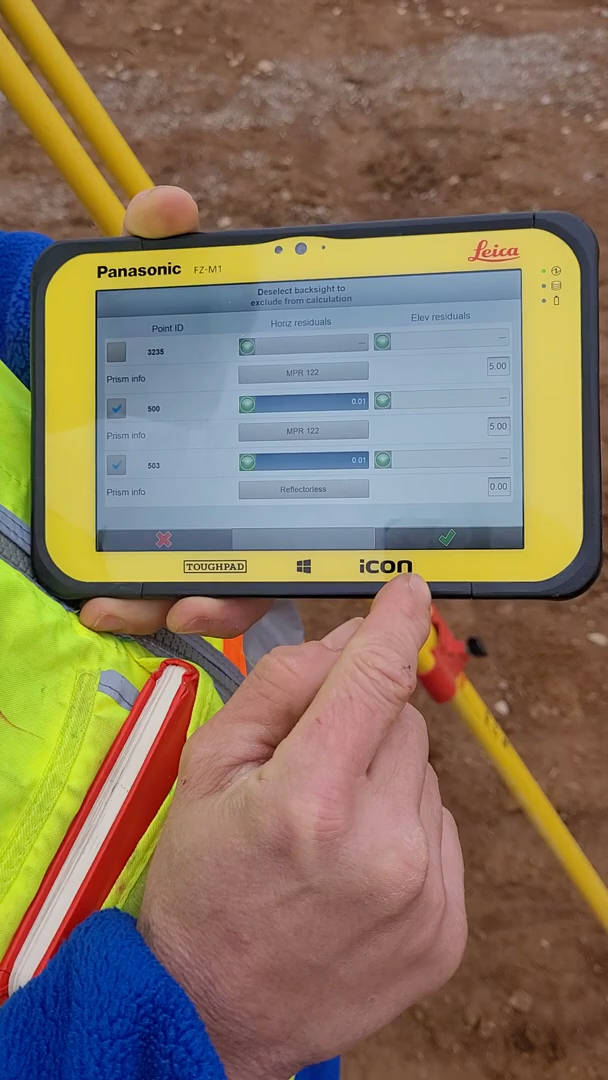 Panasonic FZ-M1
Leica
Deselect backsight to
exclude from calculation
Point ID Horiz residuals Elev residuals
3235 --- ---
Prism info MPR 122 5.00
500 0.01 ---
Prism info MPR 122 5.00
503 0.01 ---
Prism info Reflectorless 0.00
TOUGHPAD iCON